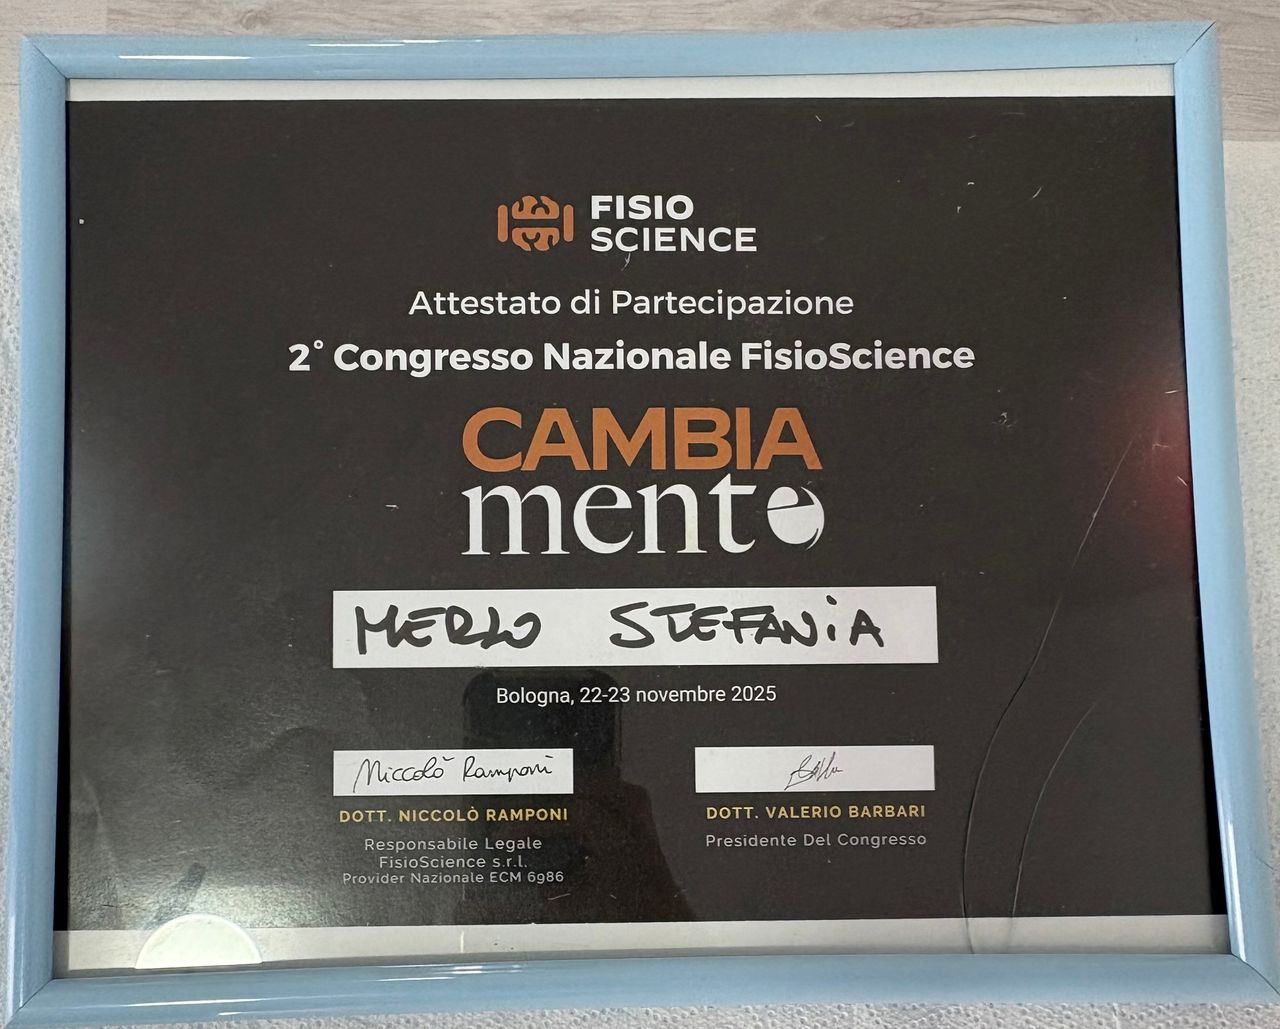 FISIO
SCIENCE
Attestato di Partecipazione
2° Congresso Nazionale FisioScience
CAMBIA
mento
MERLO STEFANIA
Bologna, 22-23 novembre 2025
Niccolò Ramponi
DOTT. NICCOLÒ RAMPONI
Responsabile Legale
FisioScience s.r.l.
Provider Nazionale ECM 6986
DOTT. VALERIO BARBARI
Presidente Del Congresso